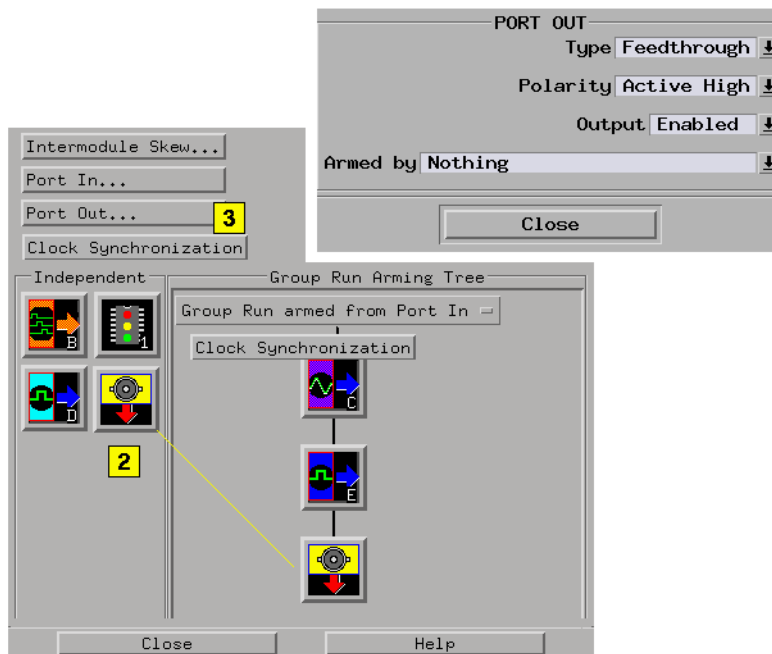 PORT OUT
Type Feedthrough
Polarity Active High
Output Enabled
Armed by Nothing
Close
Intermodule Skew...
Port In...
Port Out...
3
Clock Synchronization
Independent
Group Run Arming Tree
Group Run armed from Port In
Clock Synchronization
B
1
C
D
2
E
Close
Help